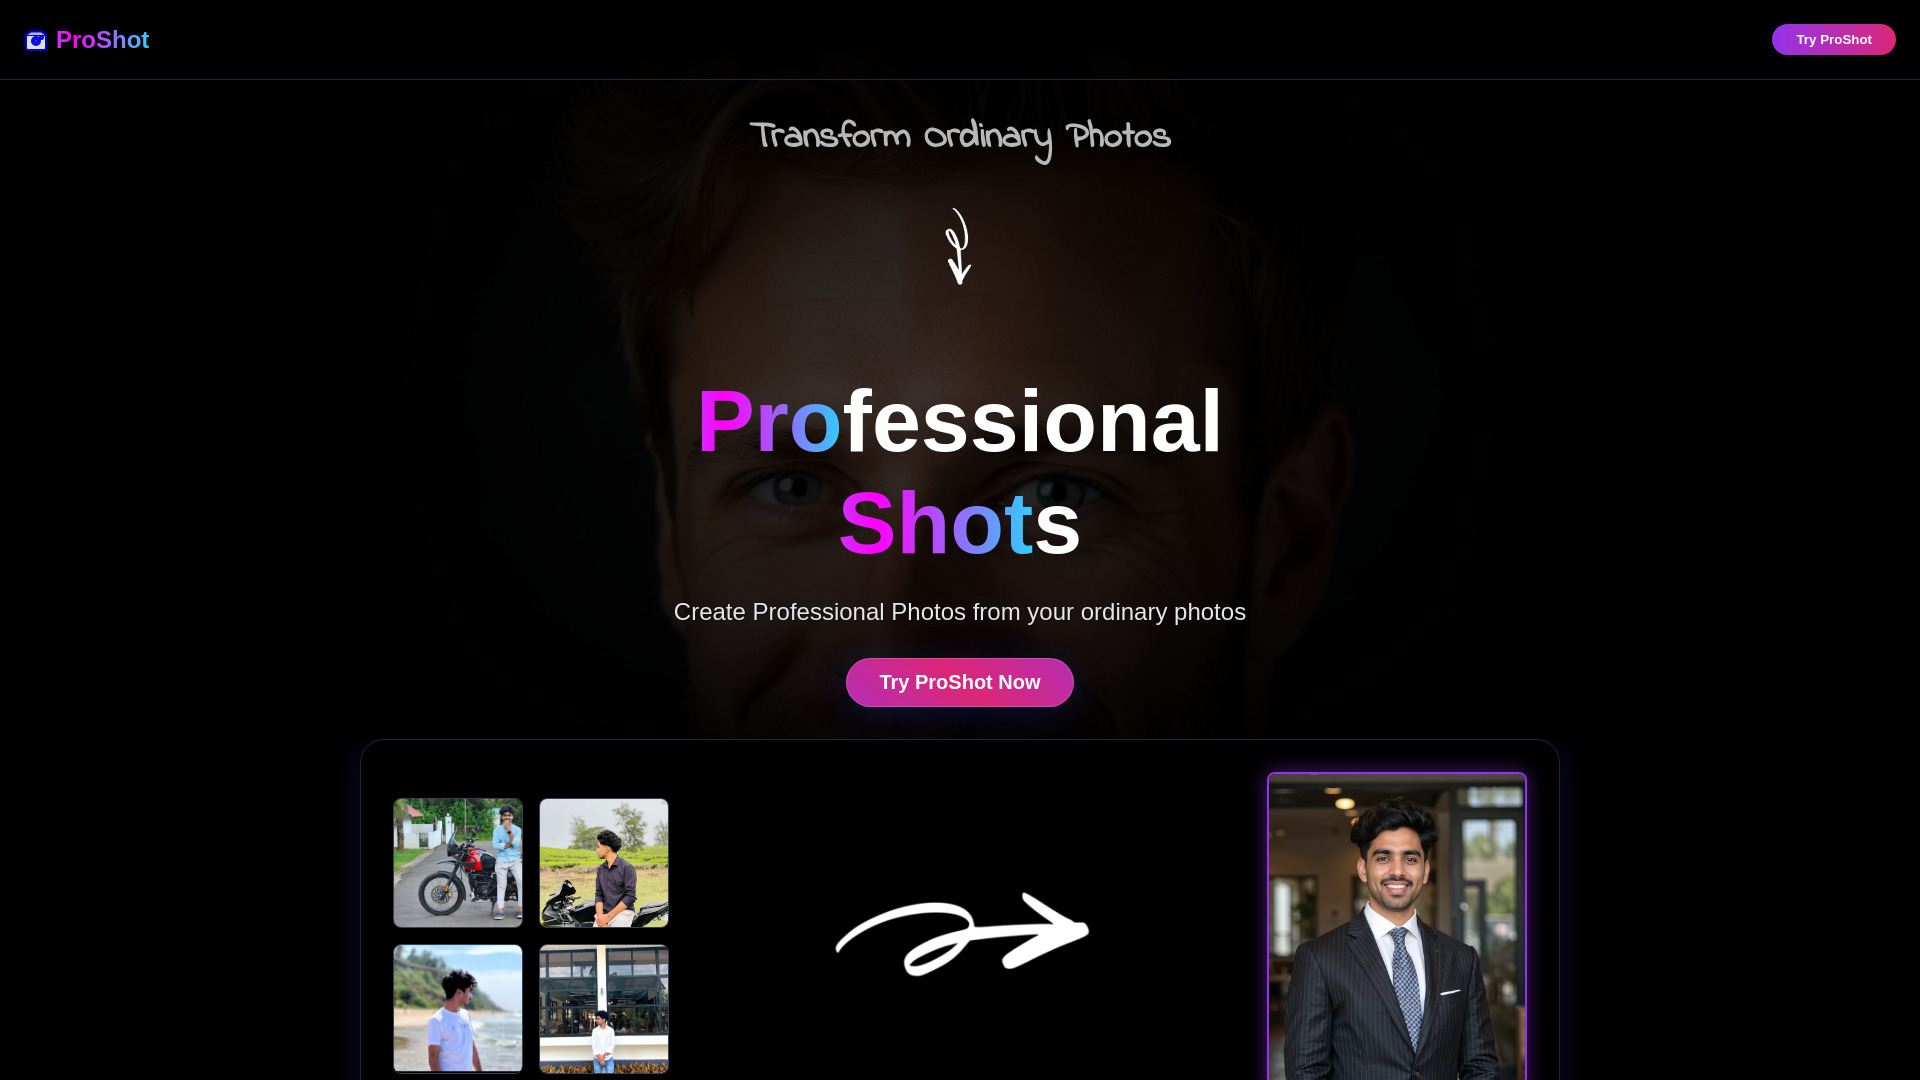 ProShot
Try ProShot
Transform Ordinary Photos
Professional
Shots
Create Professional Photos from your ordinary photos
Try ProShot Now